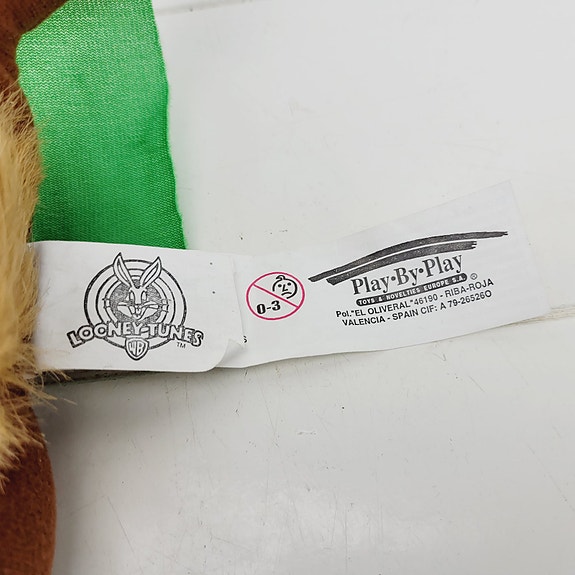 LOONEY TUNES
WB
TM
0-3
s
Play·By·Play
TOYS & NOVELTIES EUROPE S.A.®
Pol."EL OLIVERAL"46190 - RIBA-ROJA
VALENCIA - SPAIN CIF: A 79-265260